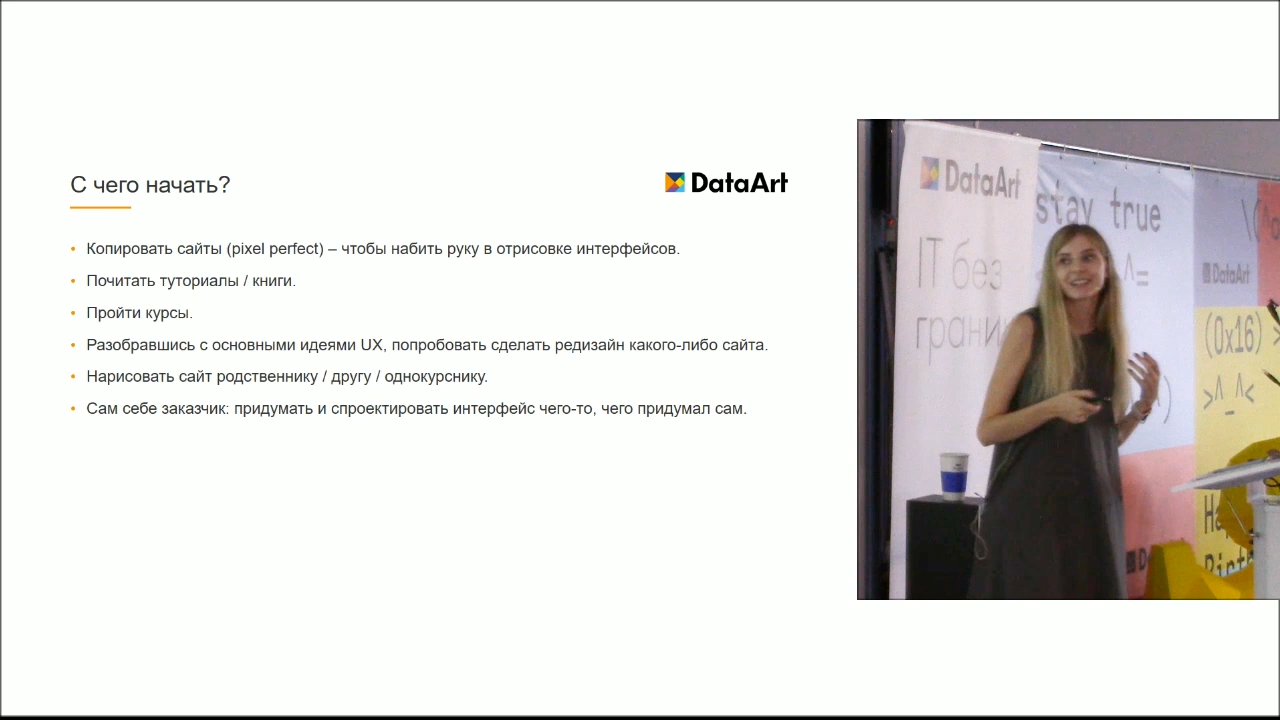 С чего начать?
DataArt
Копировать сайты (pixel perfect) – чтобы набить руку в отрисовке интерфейсов.
Почитать туториалы / книги.
Пройти курсы.
Разобравшись с основными идеями UX, попробовать сделать редизайн какого-либо сайта.
Нарисовать сайт родственнику / другу / однокурснику.
Сам себе заказчик: придумать и спроектировать интерфейс чего-то, чего придумал сам.
DataArt
IT без
stay true
^=
DataArt
(0x16) >
>^_^<